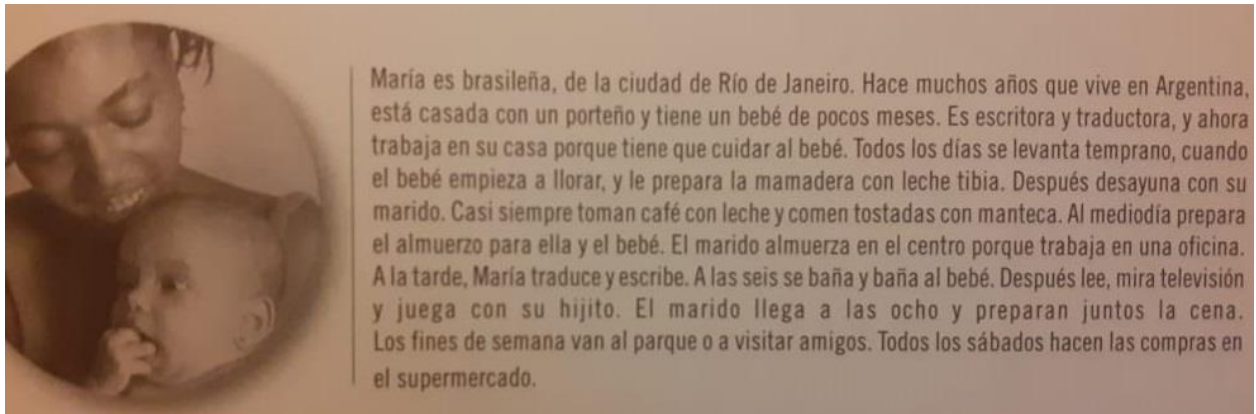 María es brasileña, de la ciudad de Río de Janeiro. Hace muchos años que vive en Argentina,
está casada con un porteño y tiene un bebé de pocos meses. Es escritora y traductora, y ahora
trabaja en su casa porque tiene que cuidar al bebé. Todos los días se levanta temprano, cuando
el bebé empieza a llorar, y le prepara la mamadera con leche tibia. Después desayuna con su
marido. Casi siempre toman café con leche y comen tostadas con manteca. Al mediodía prepara
el almuerzo para ella y el bebé. El marido almuerza en el centro porque trabaja en una oficina.
A la tarde, María traduce y escribe. A las seis se baña y baña al bebé. Después lee, mira televisión
y juega con su hijito. El marido llega a las ocho y preparan juntos la cena.
Los fines de semana van al parque o a visitar amigos. Todos los sábados hacen las compras en
el supermercado.